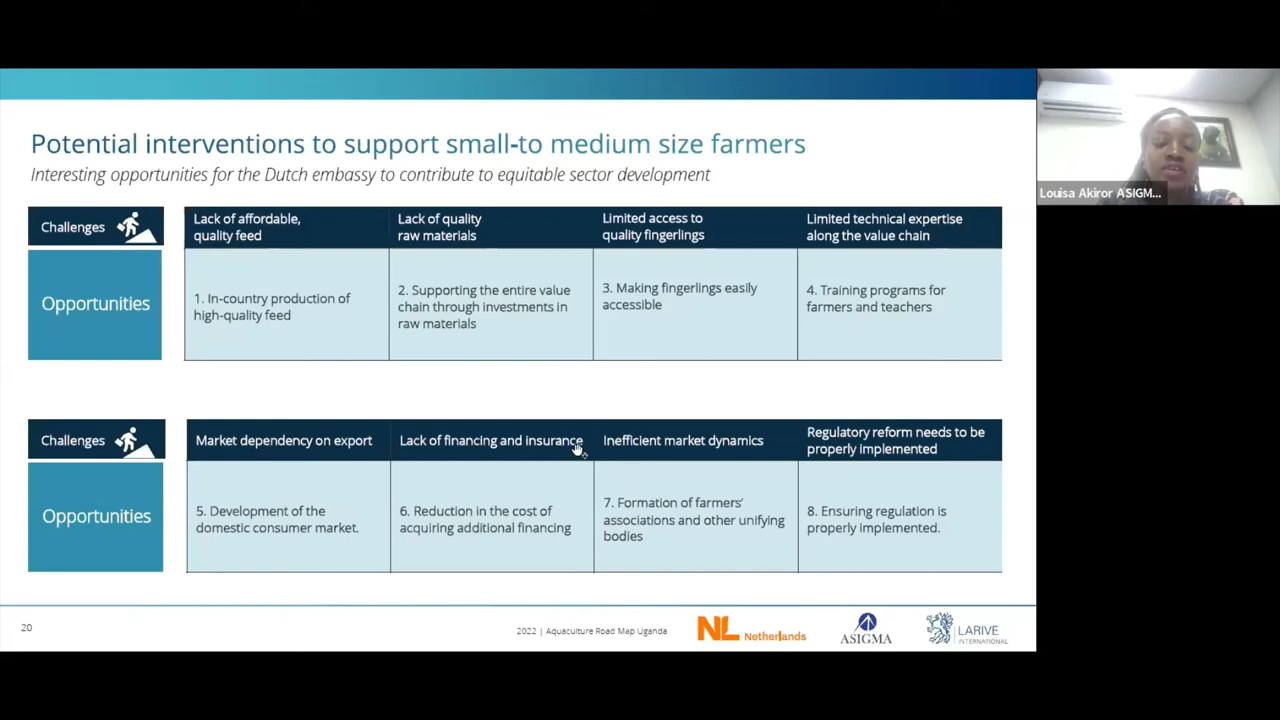 Potential interventions to support small-to medium size farmers
Interesting opportunities for the Dutch embassy to contribute to equitable sector development
Challenges
Lack of affordable,
quality feed
Lack of quality
raw materials
Limited access to
quality fingerlings
Limited technical expertise
along the value chain
Opportunities
1. In-country production of
high-quality feed
2. Supporting the entire value
chain through investments in
raw materials
3. Making fingerlings easily
accessible
4. Training programs for
farmers and teachers
Challenges
Market dependency on export
Lack of financing and insurance
Inefficient market dynamics
Regulatory reform needs to be
properly implemented
Opportunities
5. Development of the
domestic consumer market.
6. Reduction in the cost of
acquiring additional financing
7. Formation of farmers’
associations and other unifying
bodies
8. Ensuring regulation is
properly implemented.
20
2022 | Aquaculture Road Map Uganda
NL Netherlands
ASIGMA
LARIVE
INTERNATIONAL
Louisa Akiror ASIGM...